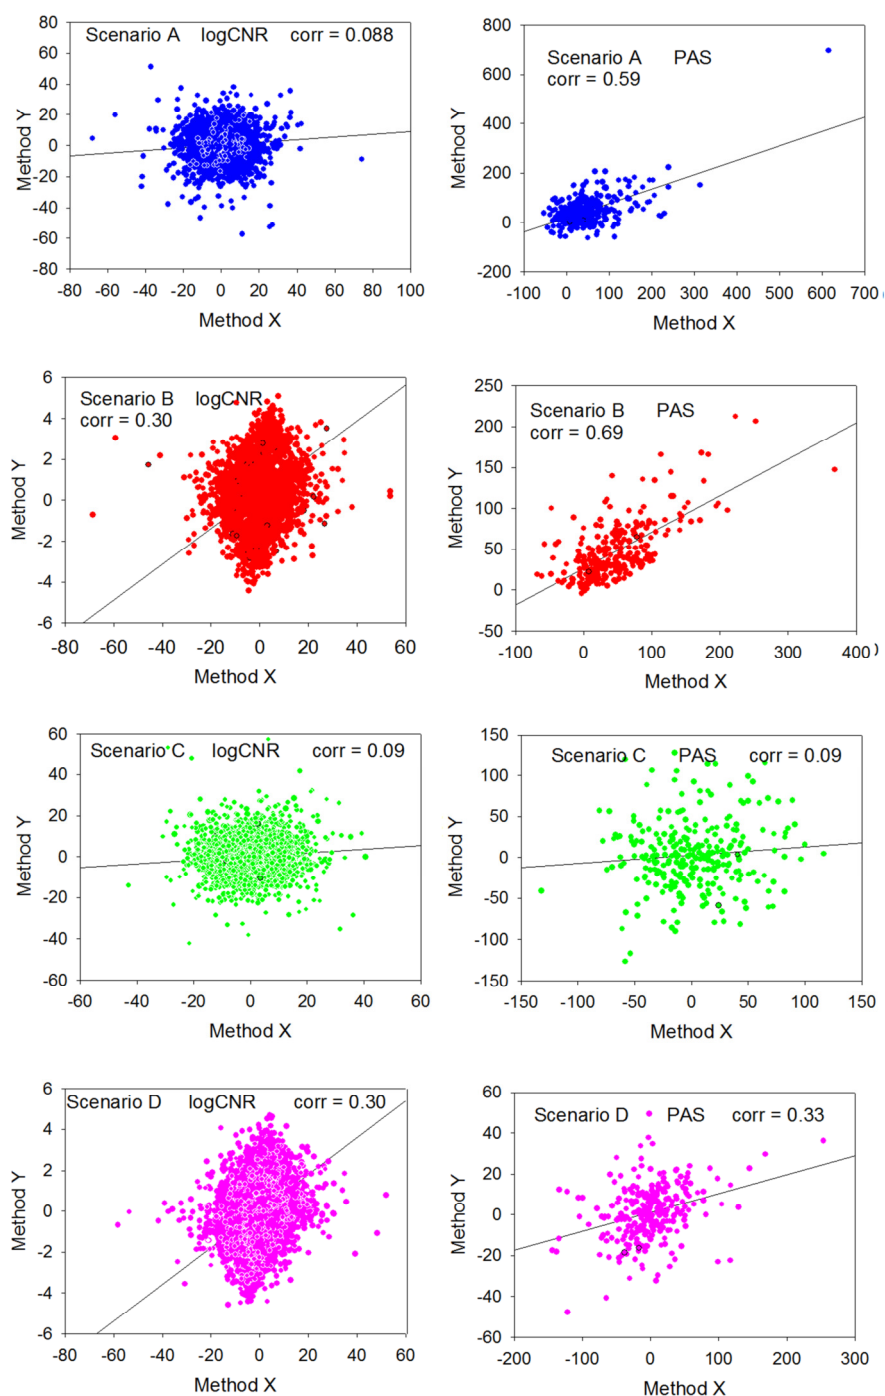 Scenario A logCNR corr = 0.088
80
60
40
20
0
-20
-40
-60
80
Method Y
-80 -60 -40 -20 0 20 40 60 80 100
Method X
Scenario A PAS
corr = 0.59
800
600
400
200
0
-200
Method Y
-100 0 100 200 300 400 500 600 700
Method X
Scenario B logCNR
corr = 0.30
6
4
2
0
-2
-4
-6
Method Y
-80 -60 -40 -20 0 20 40 60
Method X
Scenario B PAS
corr = 0.69
250
200
150
100
50
0
-50
Method Y
-100 0 100 200 300 400 )
Method X
Scenario C logCNR corr = 0.09
60
40
20
0
-20
-40
60
Method Y
-60 -40 -20 0 20 40 60
Method X
Scenario C PAS corr = 0.09
150
100
50
0
-50
-100
-150
Method Y
-150 -100 -50 0 50 100 150
Method X
Scenario D logCNR corr = 0.30
6
4
2
0
-2
-4
-6
Method Y
-80 -60 -40 -20 0 20 40 60
Method X
Scenario D PAS corr = 0.33
60
40
20
0
-20
-40
-60
Method Y
-200 -100 0 100 200 300
Method X